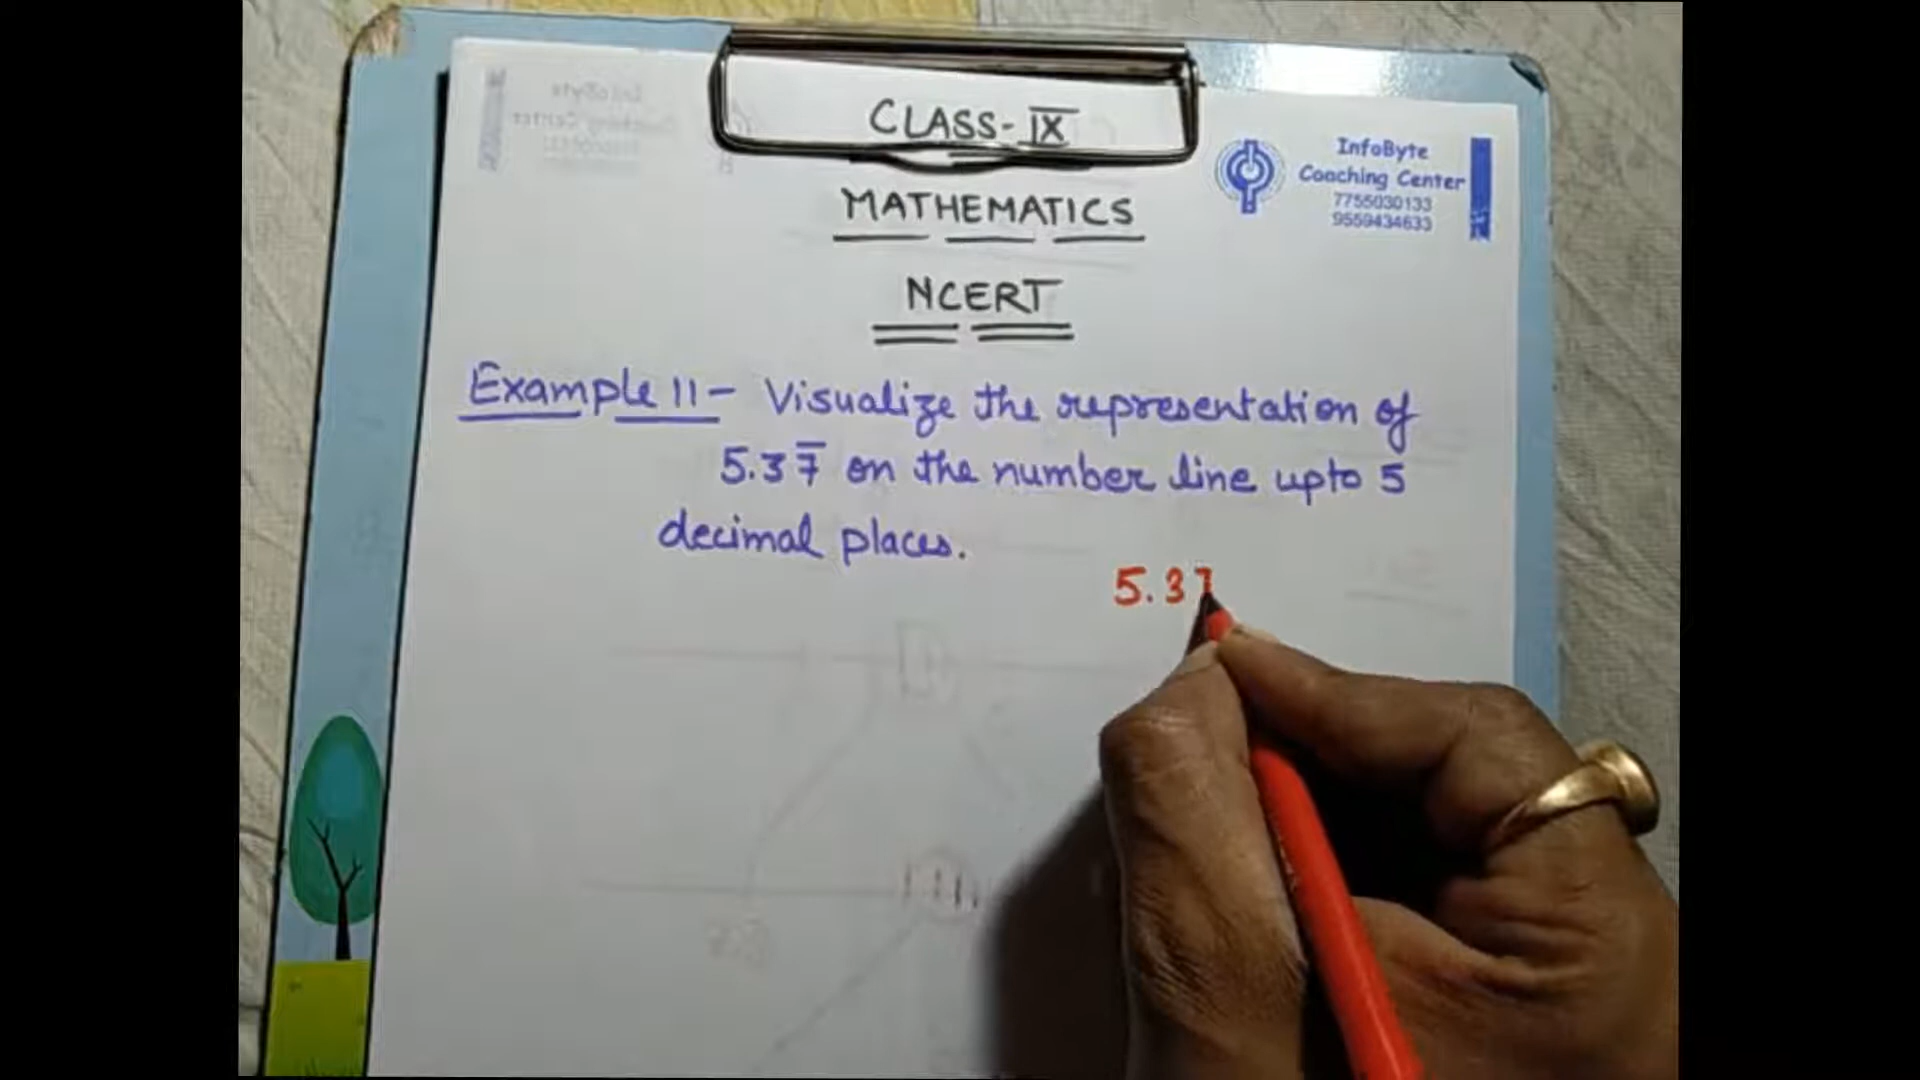 CLASS-IX
InfoByte
Coaching Center
7755030133
9559434633
MATHEMATICS
NCERT
Example 11 - Visualize the representation of
5.37̅ on the number line upto 5
decimal places.
5.37